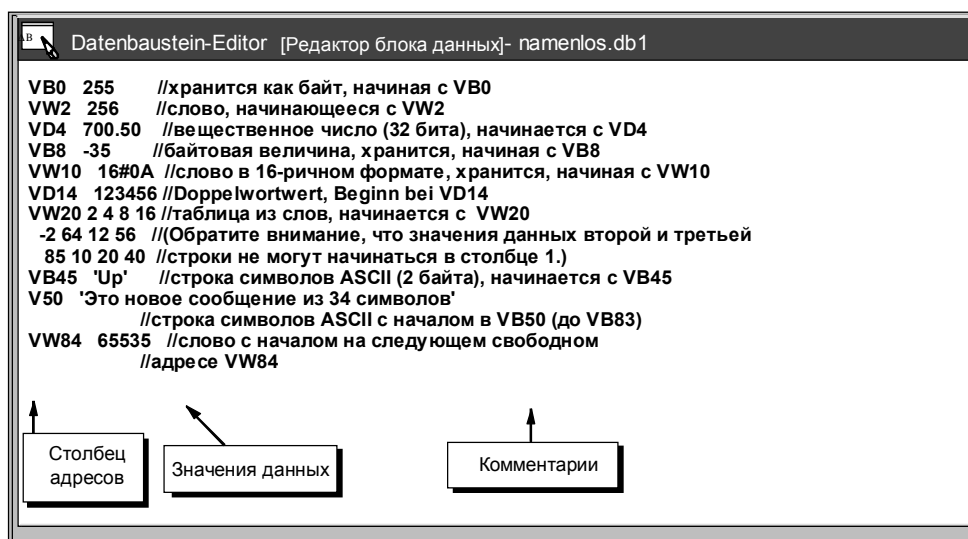 AB
Datenbaustein-Editor [Редактор блока данных]- namenlos.db1
VB0 255 //хранится как байт, начиная с VB0
VW2 256 //слово, начинающееся с VW2
VD4 700.50 //вещественное число (32 бита), начинается с VD4
VB8 -35 //байтовая величина, хранится, начиная с VB8
VW10 16#0A //слово в 16-ричном формате, хранится, начиная с VW10
VD14 123456 //Doppelwortwert, Beginn bei VD14
VW20 2 4 8 16 //таблица из слов, начинается с VW20
-2 64 12 56 //(Обратите внимание, что значения данных второй и третьей
85 10 20 40 //строки не могут начинаться в столбце 1.)
VB45 'Up' //строка символов ASCII (2 байта), начинается с VB45
V50 'Это новое сообщение из 34 символов'
//строка символов ASCII с началом в VB50 (до VB83)
VW84 65535 //слово с началом на следующем свободном
//адресе VW84
Столбец
адресов
Значения данных
Комментарии